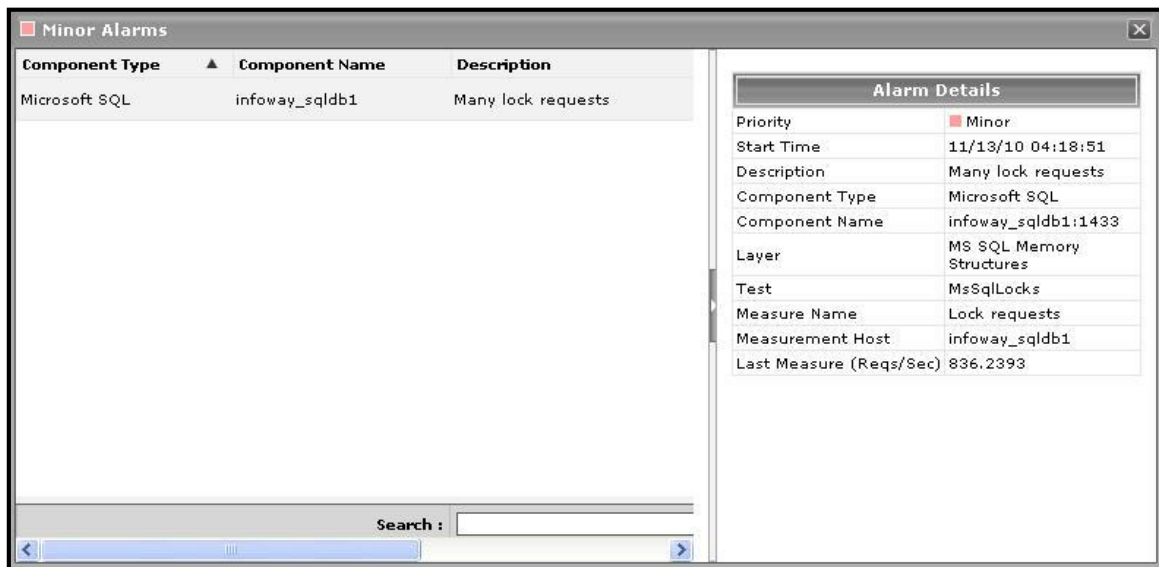 Minor Alarms
Component Type ▲ Component Name Description
Microsoft SQL infoway_sqldb1 Many lock requests
Search :
Alarm Details
Priority Minor
Start Time 11/13/10 04:18:51
Description Many lock requests
Component Type Microsoft SQL
Component Name infoway_sqldb1:1433
Layer MS SQL Memory
Structures
Test MsSqlLocks
Measure Name Lock requests
Measurement Host infoway_sqldb1
Last Measure (Reqs/Sec) 836.2393